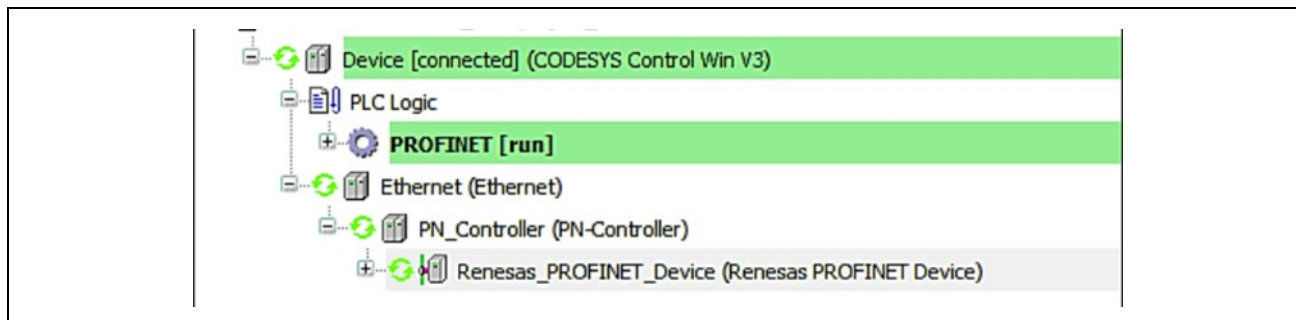 Device [connected] (CODESYS Control Win V3)
PLC Logic
PROFINET [run]
Ethernet (Ethernet)
PN_Controller (PN-Controller)
Renesas_PROFINET_Device (Renesas PROFINET Device)